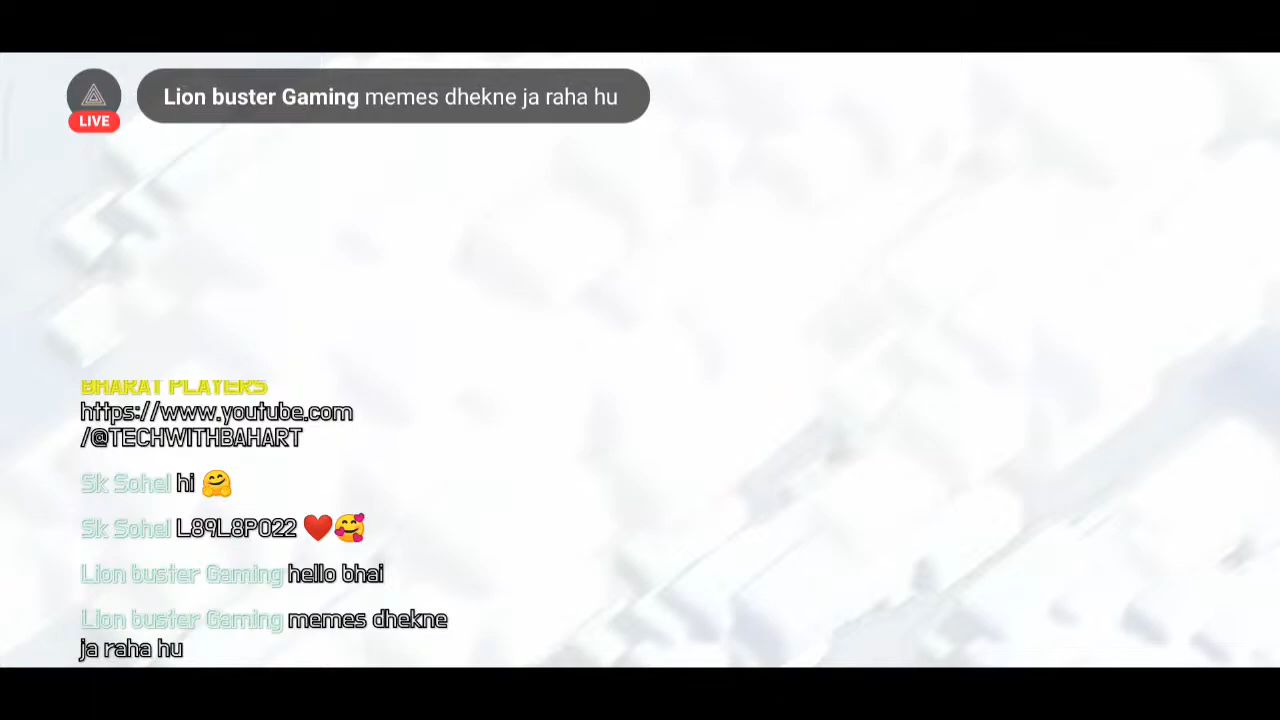 Lion buster Gaming memes dhekne ja raha hu
LIVE
BHARAT PLAYERS
https://www.youtube.com
/@TECHWITHBAHART
Sk Sohel hi 🤗
Sk Sohel L89L8P022 ❤️🥰
Lion buster Gaming hello bhai
Lion buster Gaming memes dhekne
ja raha hu